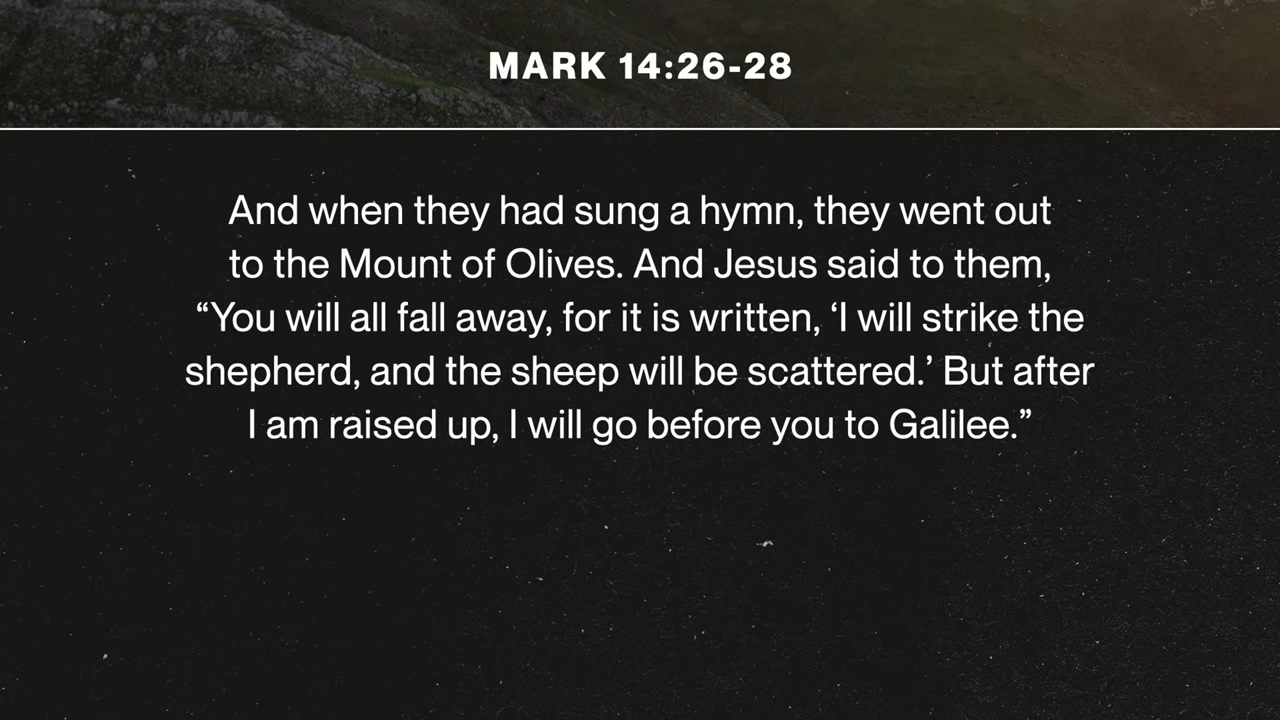 MARK 14:26-28
And when they had sung a hymn, they went out
to the Mount of Olives. And Jesus said to them,
“You will all fall away, for it is written, ‘I will strike the
shepherd, and the sheep will be scattered.’ But after
I am raised up, I will go before you to Galilee.”